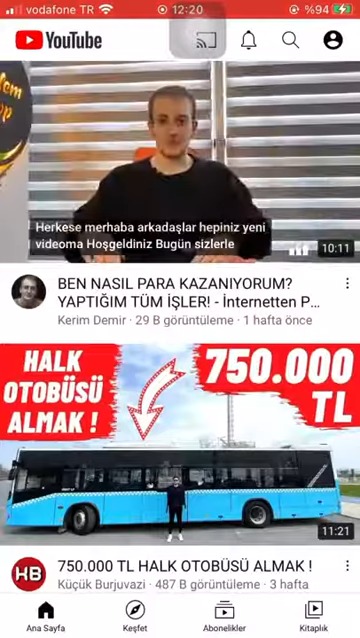 vodafone TR 12:20 %94
YouTube
Herkese merhaba arkadaşlar hepiniz yeni
videoma Hoşgeldiniz Bugün sizlerle
10:11
BEN NASIL PARA KAZANIYORUM?
YAPTIĞIM TÜM İŞLER! - İnternetten P...
Kerim Demir · 29 B görüntüleme · 1 hafta önce
HALK
OTOBÜSÜ
ALMAK !
750.000
TL
11:21
KB
750.000 TL HALK OTOBÜSÜ ALMAK !
Küçük Burjuvazi · 487 B görüntüleme · 3 hafta
Ana Sayfa Keşfet Abonelikler Kitaplık